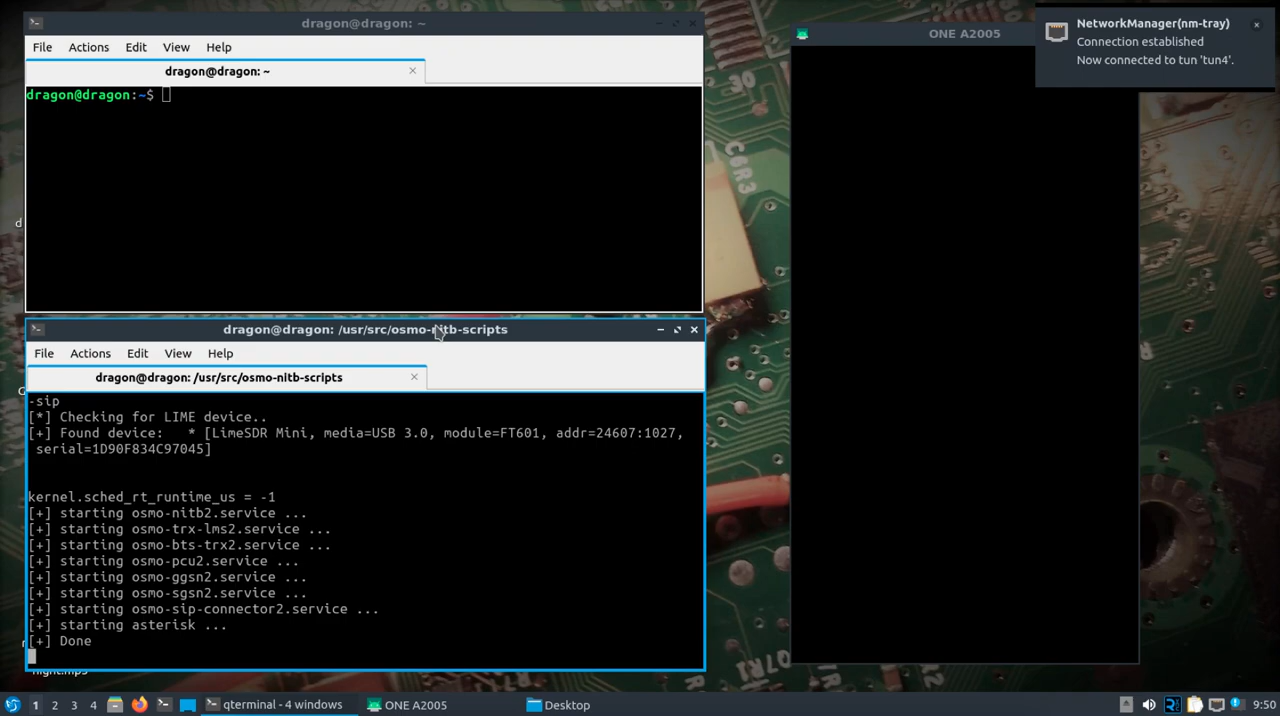 dragon@dragon: ~
File Actions Edit View Help
dragon@dragon: ~
dragon@dragon:~$
dragon@dragon: /usr/src/osmo-nitb-scripts
File Actions Edit View Help
dragon@dragon: /usr/src/osmo-nitb-scripts
-sip
[*] Checking for LIME device..
[+] Found device:   * [LimeSDR Mini, media=USB 3.0, module=FT601, addr=24607:1027,
serial=1D90F834C97045]
kernel.sched_rt_runtime_us = -1
[+] starting osmo-nitb2.service ...
[+] starting osmo-trx-lms2.service ...
[+] starting osmo-bts-trx2.service ...
[+] starting osmo-pcu2.service ...
[+] starting osmo-ggsn2.service ...
[+] starting osmo-sgsn2.service ...
[+] starting osmo-sip-connector2.service ...
[+] starting asterisk ...
[+] Done
ONE A2005
NetworkManager(nm-tray)
Connection established
Now connected to tun 'tun4'.
C6R3
1 2 3 4 qterminal - 4 windows ONE A2005 Desktop 9:50